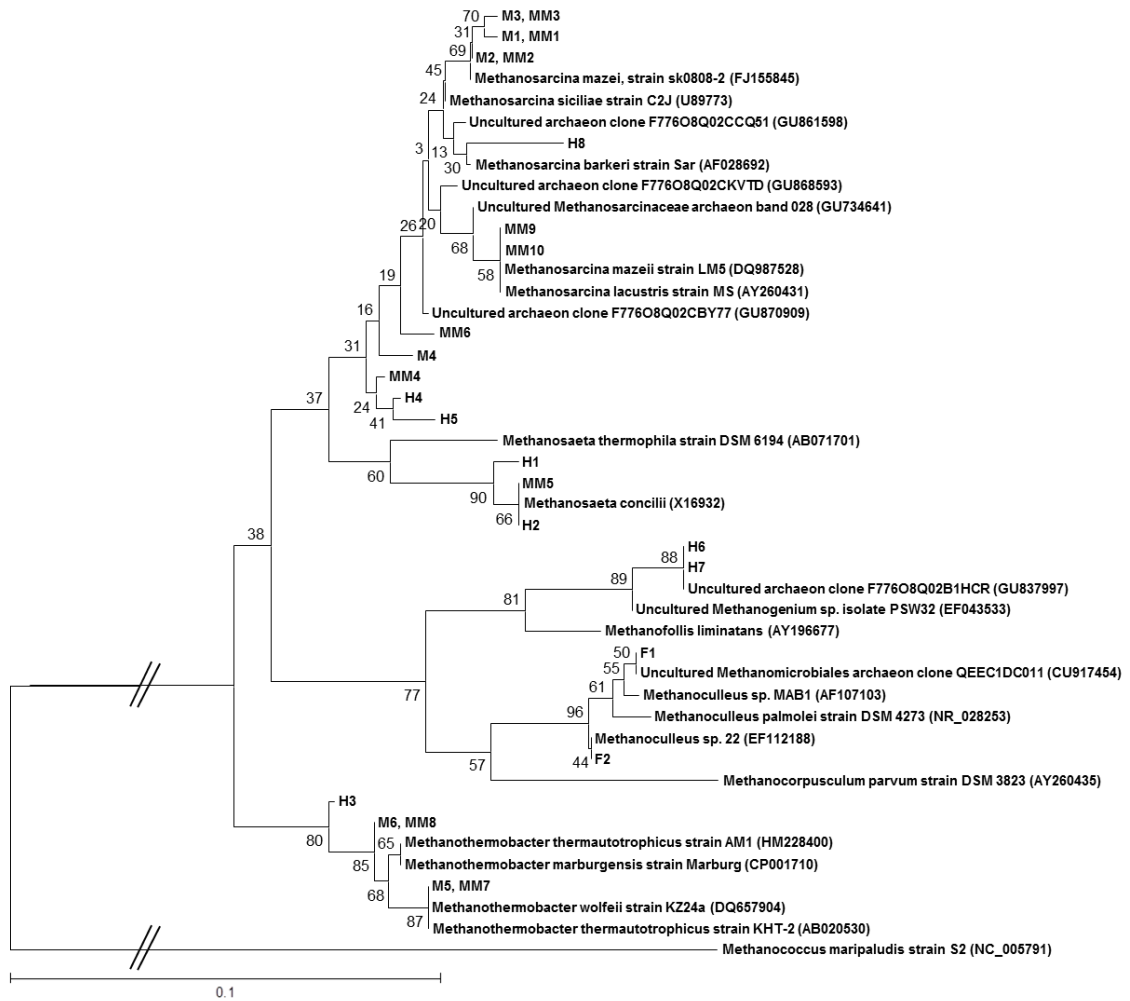 70
M3, MM3
31
M1, MM1
69
M2, MM2
45
Methanosarcina mazei, strain sk0808-2 (FJ155845)
24
Methanosarcina siciliae strain C2J (U89773)
Uncultured archaeon clone F776O8Q02CCQ51 (GU861598)
3
13
H8
30
Methanosarcina barkeri strain Sar (AF028692)
Uncultured archaeon clone F776O8Q02CKVTD (GU868593)
Uncultured Methanosarcinaceae archaeon band 028 (GU734641)
26
20
MM9
68
MM10
58
Methanosarcina mazeii strain LM5 (DQ987528)
19
Methanosarcina lacustris strain MS (AY260431)
16
Uncultured archaeon clone F776O8Q02CBY77 (GU870909)
MM6
31
M4
MM4
37
24
H4
41
H5
Methanosaeta thermophila strain DSM 6194 (AB071701)
60
H1
MM5
90
Methanosaeta concilii (X16932)
66
H2
38
H6
88
H7
89
Uncultured archaeon clone F776O8Q02B1HCR (GU837997)
81
Uncultured Methanogenium sp. isolate PSW32 (EF043533)
Methanofollis liminatans (AY196677)
50
F1
55
Uncultured Methanomicrobiales archaeon clone QEEC1DC011 (CU917454)
61
Methanoculleus sp. MAB1 (AF107103)
77
96
Methanoculleus palmolei strain DSM 4273 (NR_028253)
Methanoculleus sp. 22 (EF112188)
57
44
F2
Methanocorpusculum parvum strain DSM 3823 (AY260435)
H3
80
M6, MM8
65
Methanothermobacter thermautotrophicus strain AM1 (HM228400)
85
Methanothermobacter marburgensis strain Marburg (CP001710)
68
M5, MM7
Methanothermobacter wolfeii strain KZ24a (DQ657904)
87
Methanothermobacter thermautotrophicus strain KHT-2 (AB020530)
Methanococcus maripaludis strain S2 (NC_005791)
0.1